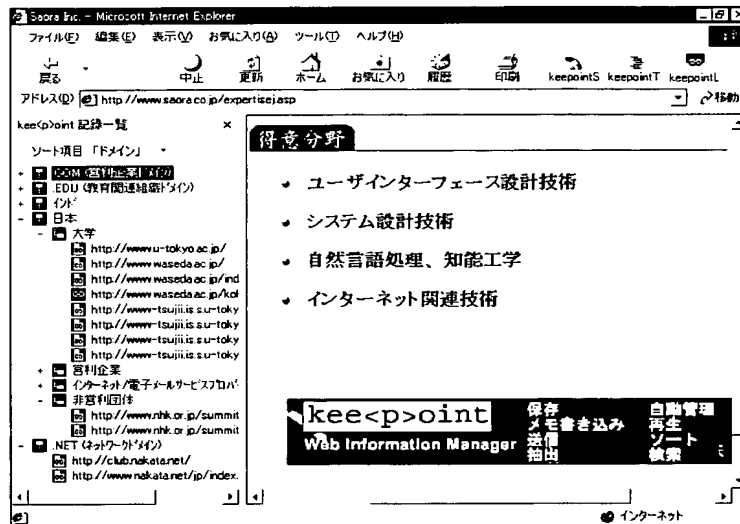 Saora Inc. - Microsoft Internet Explorer
ファイル(F) 編集(E) 表示(V) お気に入り(A) ツール(T) ヘルプ(H)
戻る 中止 更新 ホーム お気に入り 履歴 印刷 keepointS keepointT keepointL
アドレス(D) http://www.saora.co.jp/expertisej.asp 移動
kee<p>oint 記録一覧 ×
ソート項目 「ドメイン」
+ .COM (営利企業ドメイン)
+ .EDU (教育関連組織ドメイン)
+ インド
- 日本
- 大学
http://www.u-tokyo.ac.jp/
http://www.waseda.ac.jp/
http://www.waseda.ac.jp/ind
http://www.waseda.ac.jp/kol
http://www-tsujii.is.s.u-toky
http://www-tsujii.is.s.u-toky
http://www-tsujii.is.s.u-toky
http://www-tsujii.is.s.u-toky
+ 営利企業
+ インターネット/電子メールサービスプロバ
- 非営利団体
http://www.nhk.or.jp/summit
http://www.nhk.or.jp/summit
- .NET (ネットワークドメイン)
http://club.nakata.net/
http://www.nakata.net/jp/index.
得意分野
ユーザインターフェース設計技術
システム設計技術
自然言語処理、知能工学
インターネット関連技術
kee<p>oint
Web Information Manager
保存 自動管理
メモ書き込み 再生
送信 ソート
抽出 検索
インターネット